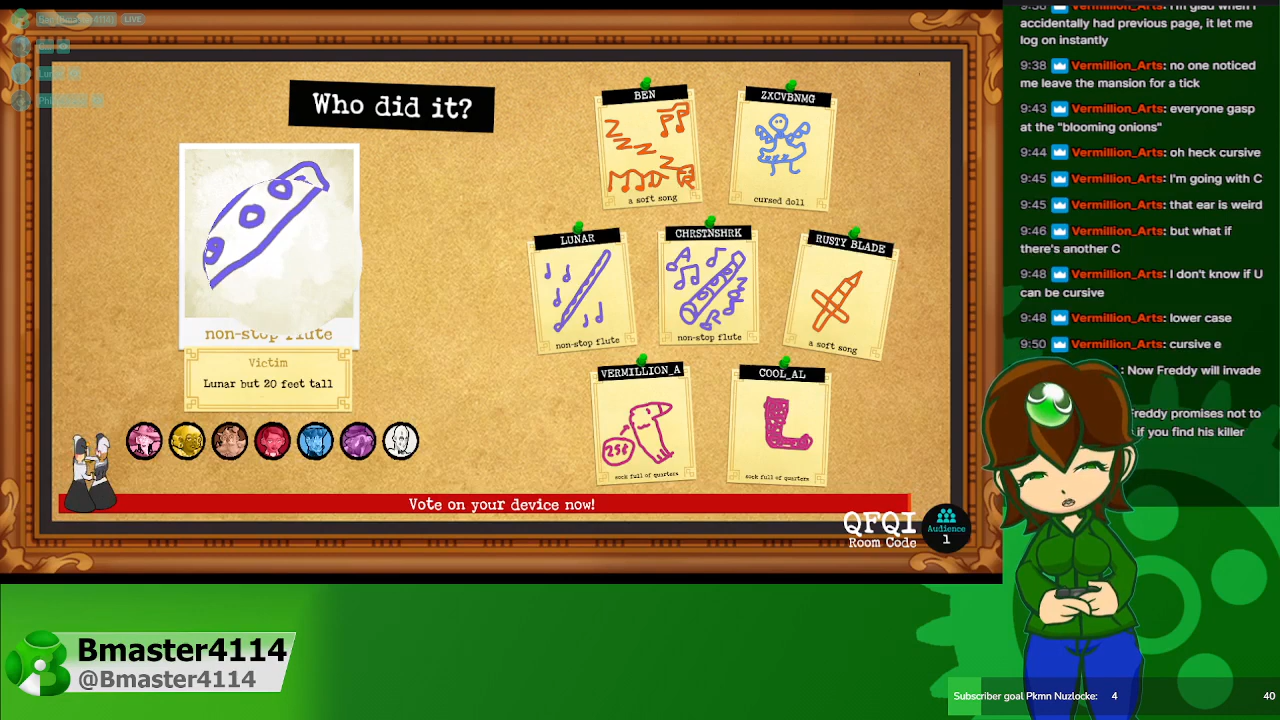 LIVE
Who did it?
non-stop flute
Victim
Lunar but 20 feet tall
BEN
a soft song
ZXCVBNMG
cursed doll
LUNAR
non-stop flute
CHRSTNSHRK
non-stop flute
RUSTY BLADE
a soft song
VERMILLION_A
25¢
sock full of quarters
COOL_AL
sock full of quarters
Vote on your device now!
QFQI
Room Code
Audience
1
accidentally had previous page, it let me
log on instantly
9:38 Vermillion_Arts: no one noticed
me leave the mansion for a tick
9:43 Vermillion_Arts: everyone gasp
at the "blooming onions"
9:44 Vermillion_Arts: oh heck cursive
9:45 Vermillion_Arts: I'm going with C
9:45 Vermillion_Arts: that ear is weird
9:46 Vermillion_Arts: but what if
there's another C
9:48 Vermillion_Arts: I don't know if U
can be cursive
9:48 Vermillion_Arts: lower case
9:50 Vermillion_Arts: cursive e
: Now Freddy will invade
Freddy promises not to
if you find his killer
Bmaster4114
@Bmaster4114
Subscriber goal Pkmn Nuzlocke: 4 40